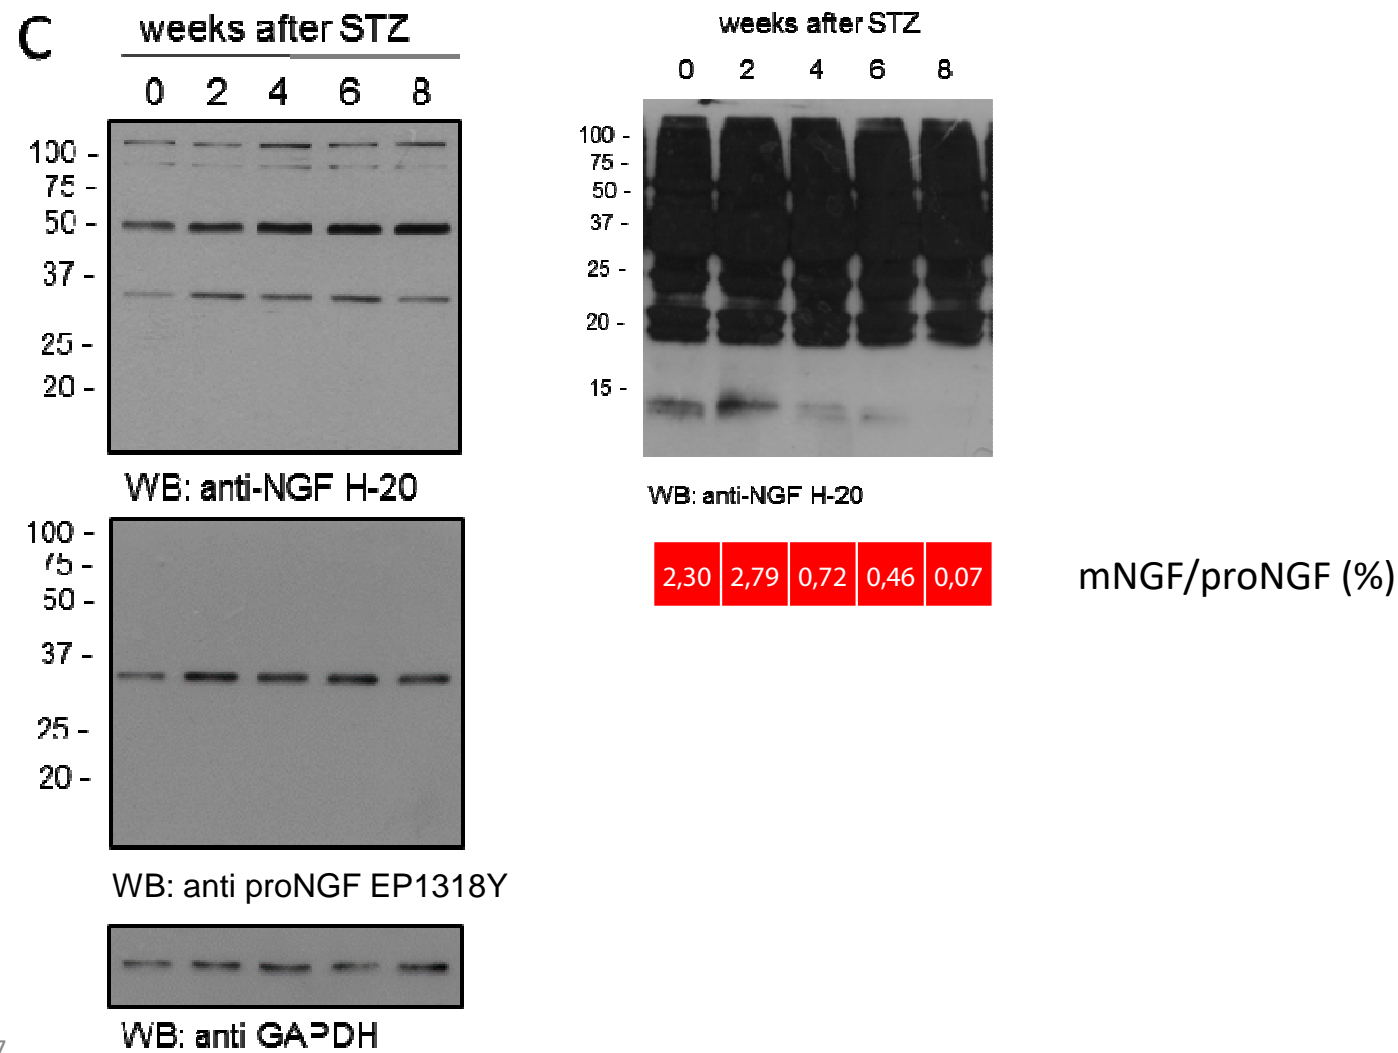 C
weeks after STZ
0 2 4 6 8
100 -
75 -
50 -
37 -
25 -
20 -
WB: anti-NGF H-20
100 -
75 -
50 -
37 -
25 -
20 -
WB: anti proNGF EP1318Y
WB: anti GAPDH
7
weeks after STZ
0 2 4 6 8
100 -
75 -
50 -
37 -
25 -
20 -
15 -
WB: anti-NGF H-20
2,30 2,79 0,72 0,46 0,07 mNGF/proNGF (%)